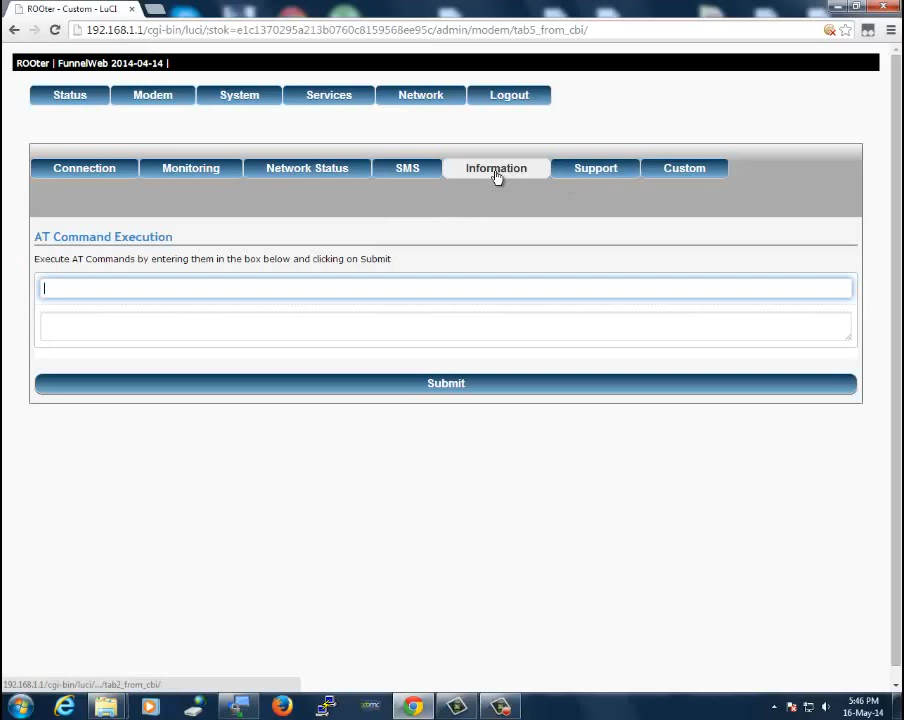 ROOter - Custom - LuCI
192.168.1.1/cgi-bin/luci/;stok=e1c1370295a213b0760c8159568ee95c/admin/modem/tab5_from_cbi/
ROOter | FunnelWeb 2014-04-14 |
Status Modem System Services Network Logout
Connection Monitoring Network Status SMS Information Support Custom
AT Command Execution
Execute AT Commands by entering them in the box below and clicking on Submit
Submit
192.168.1.1/cgi-bin/luci/.../tab2_from_cbi/
xbmc
5:46 PM
16-May-14